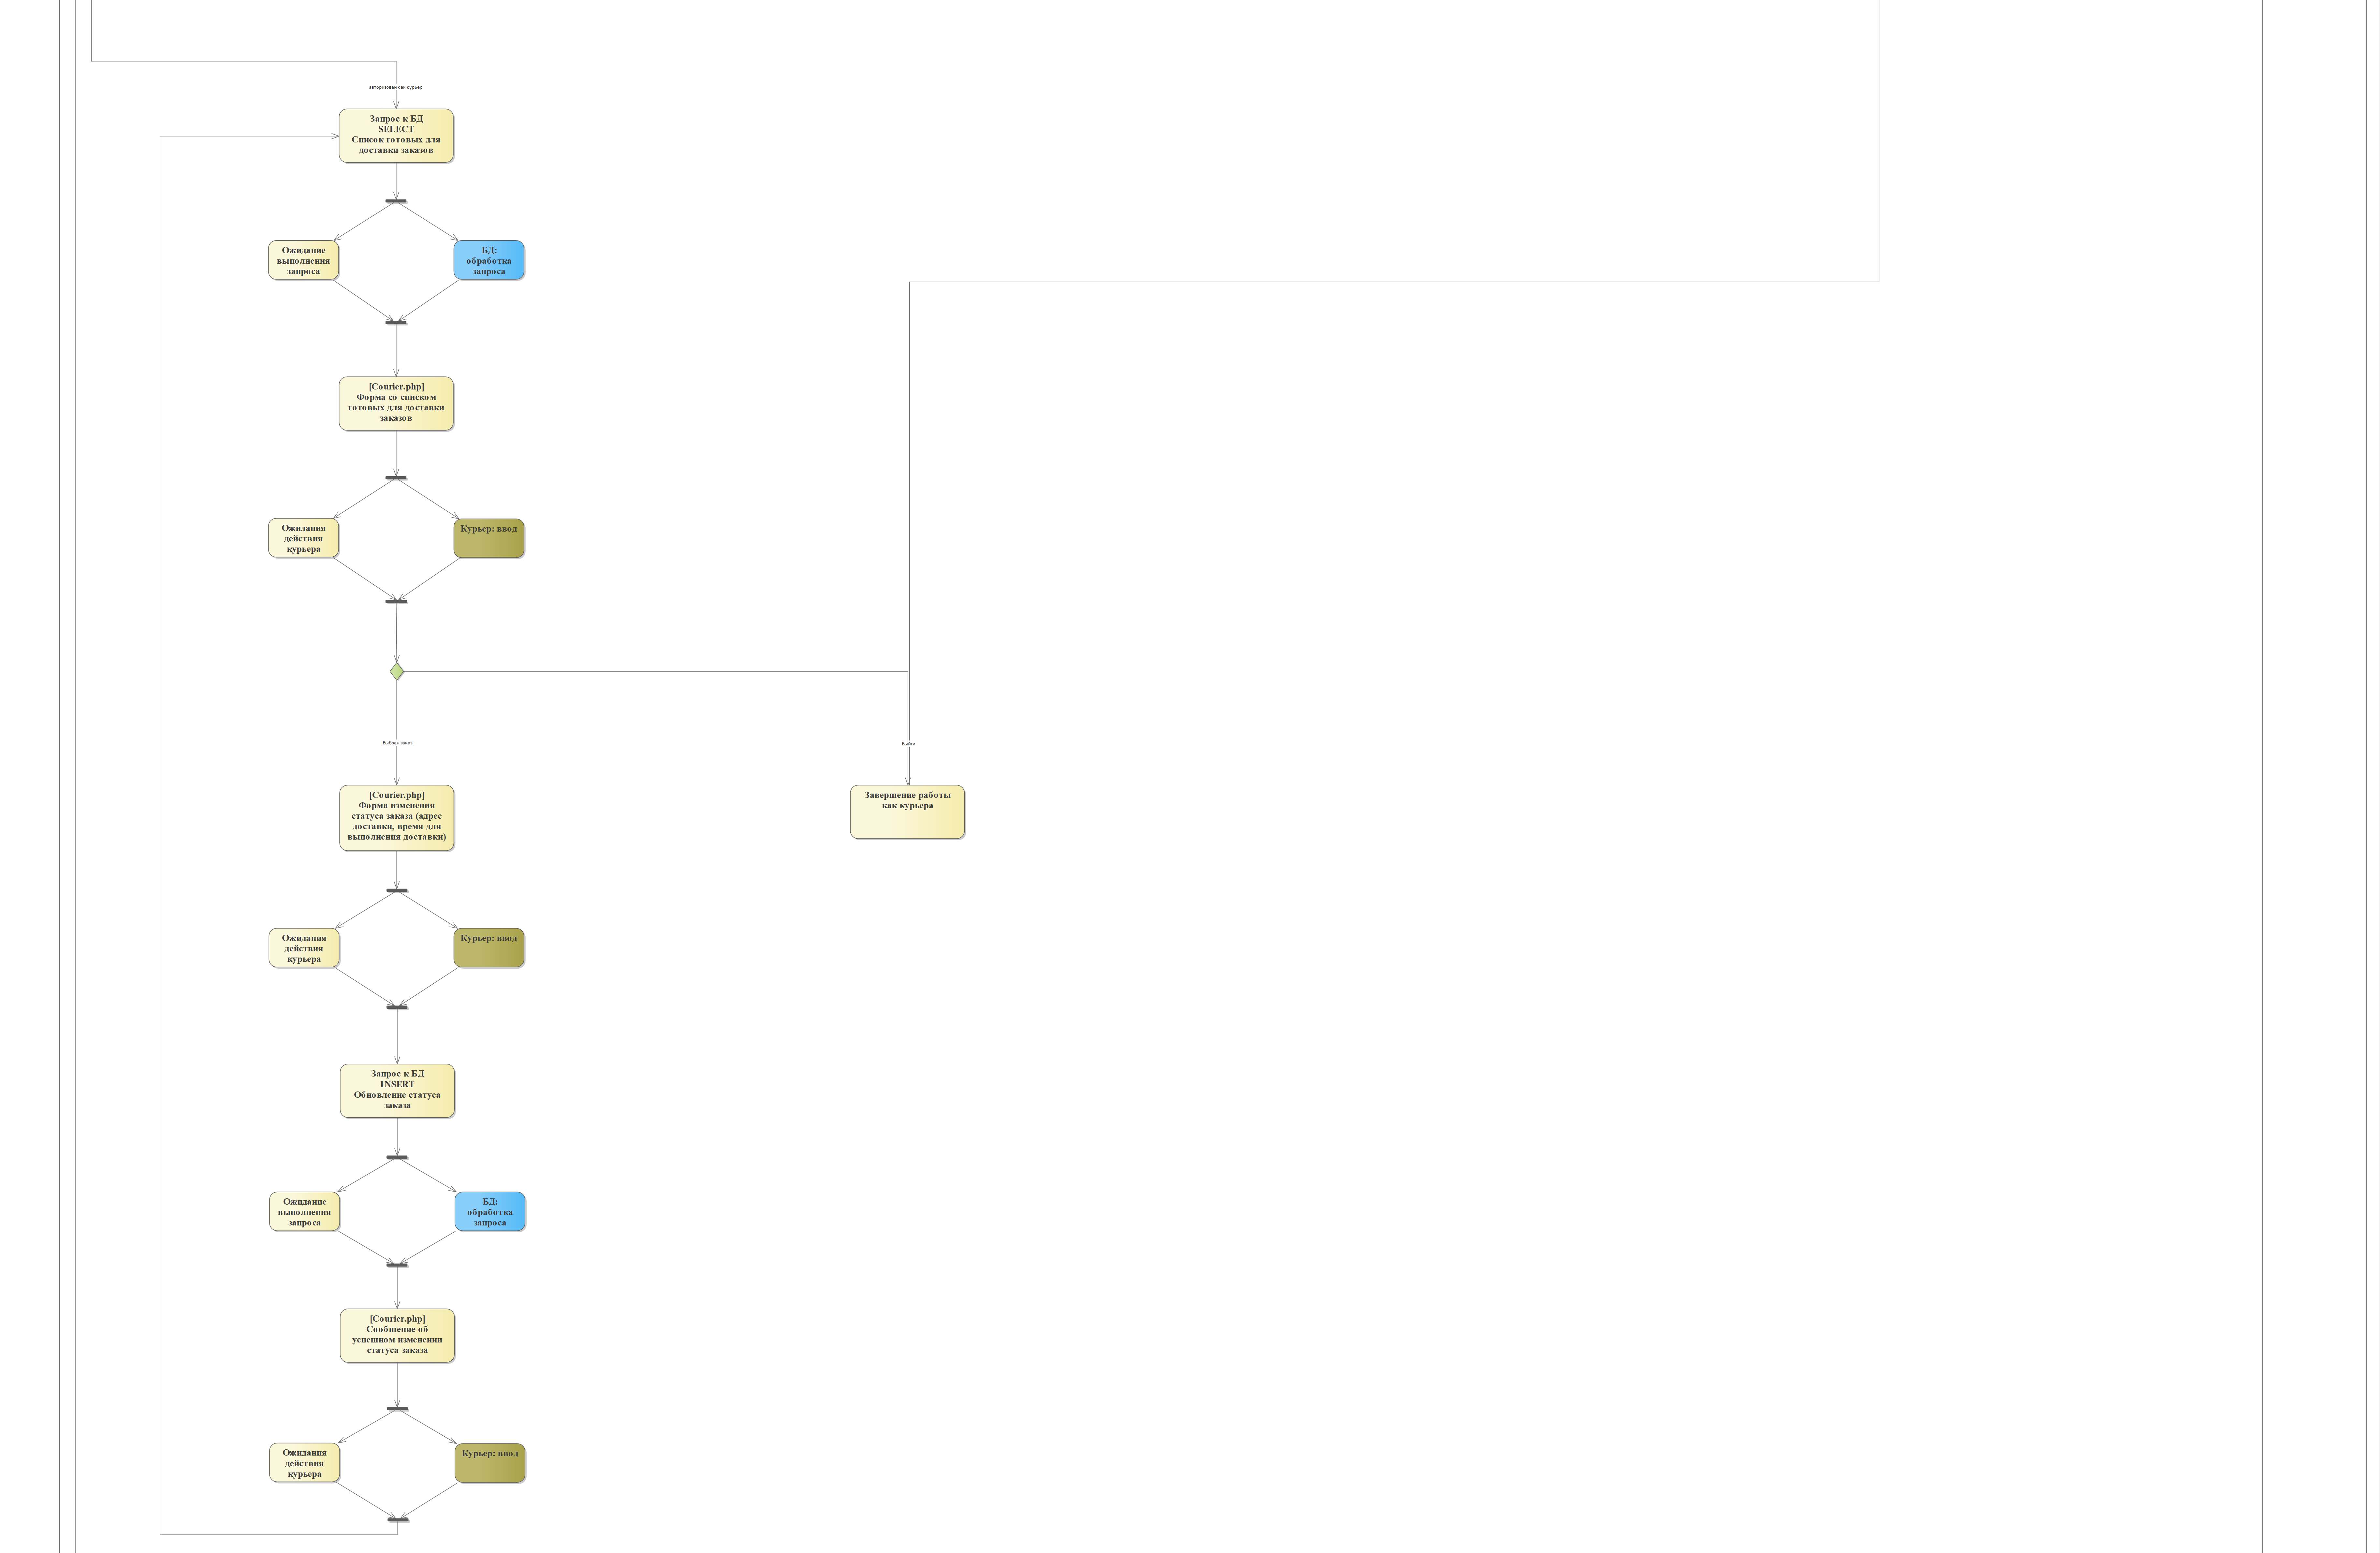 авторизован как курьер
Запрос к БД
SELECT
Список готовых для
доставки заказов
Ожидание
выполнения
запроса
БД:
обработка
запроса
[Courier.php]
Форма со списком
готовых для доставки
заказов
Ожидания
действия
курьера
Курьер: ввод
Выбран заказ
Выйти
[Courier.php]
Форма изменения
статуса заказа (адрес
доставки, время для
выполнения доставки)
Завершение работы
как курьера
Ожидания
действия
курьера
Курьер: ввод
Запрос к БД
INSERT
Обновление статуса
заказа
Ожидание
выполнения
запроса
БД:
обработка
запроса
[Courier.php]
Сообщение об
успешном изменении
статуса заказа
Ожидания
действия
курьера
Курьер: ввод